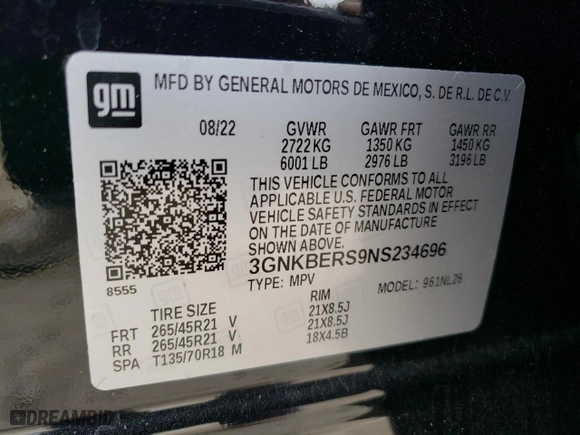 gm
MFD BY GENERAL MOTORS DE MEXICO, S. DE R.L. DE C.V.
08/22 GVWR GAWR FRT GAWR RR
2722 KG 1350 KG 1450 KG
6001 LB 2976 LB 3196 LB
THIS VEHICLE CONFORMS TO ALL
APPLICABLE U.S. FEDERAL MOTOR
VEHICLE SAFETY STANDARDS IN EFFECT
ON THE DATE OF MANUFACTURE
SHOWN ABOVE.
3GNKBERS9NS234696
8555
TYPE: MPV MODEL: 961NL26
TIRE SIZE RIM
FRT 265/45R21 V 21X8.5J
RR 265/45R21 V 21X8.5J
SPA T135/70R18 M 18X4.5B
DREAMBID